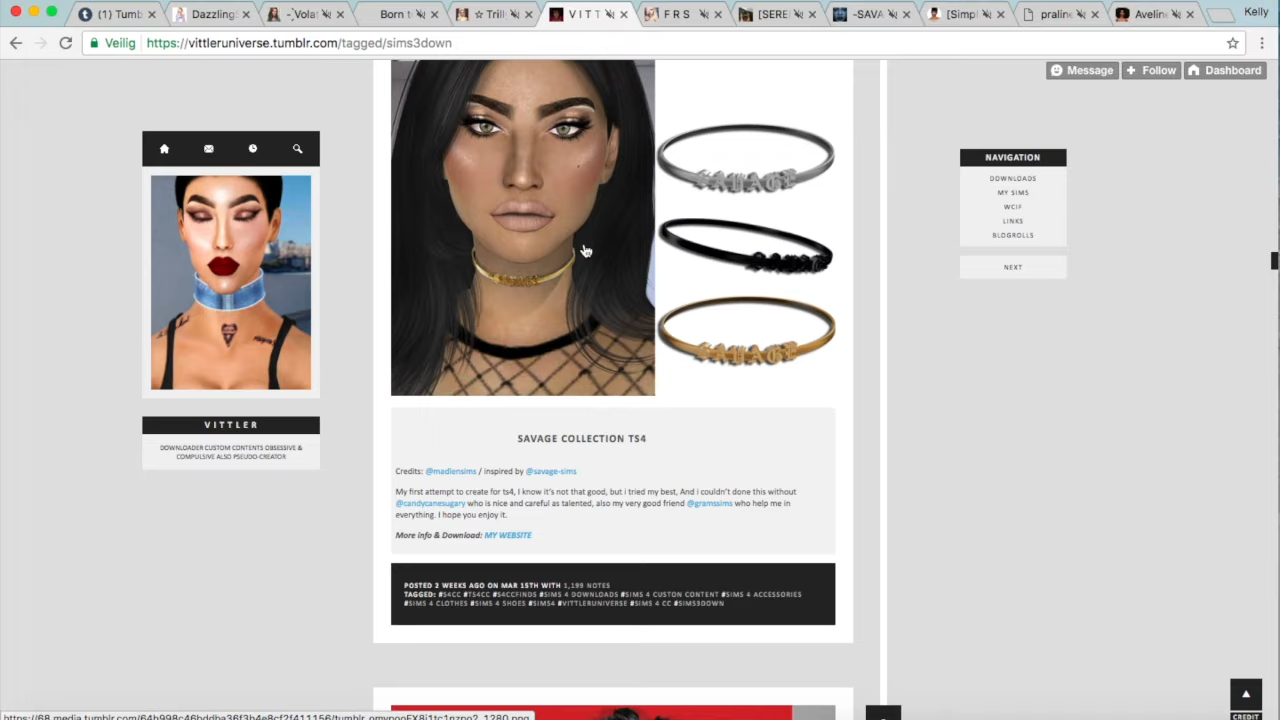 (1) Tumb
Dazzling
-,Volat
Born t
☆ Trill
V I T T
F R S
[SEREI
-SAVA
[Simpl
praline
Aveline
Kelly
Veilig
https://vittleruniverse.tumblr.com/tagged/sims3down
Message
Follow
Dashboard
NAVIGATION
DOWNLOADS
MY SIMS
WCIF
LINKS
BLOGROLLS
NEXT
VITTLER
DOWNLOADER CUSTOM CONTENTS OBSESSIVE &
COMPULSIVE ALSO PSEUDO-CREATOR
SAVAGE
SAVAGE
SAVAGE COLLECTION TS4
Credits: @madlensims / inspired by @savage-sims
My first attempt to create for ts4, I know it's not that good, but i tried my best, And i couldn't done this without
@candycanesugary who is nice and careful as talented, also my very good friend @gramssims who help me in
everything. I hope you enjoy it.
More info & Download: MY WEBSITE
POSTED 2 WEEKS AGO ON MAR 15TH WITH 1,199 NOTES
TAGGED: #S4CC #TS4CC #S4CCFINDS #SIMS 4 DOWNLOADS #SIMS 4 CUSTON CONTENT #SIMS 4 ACCESSORIES
#SIMS 4 CLOTHES #SIMS 4 SHOES #SIMS4 #VITTLERUNIVERSE #SIMS 4 CC #SIMS3DOWN
CREDIT